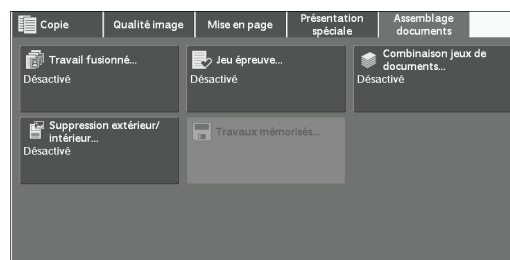 Copie
Qualité image
Mise en page
Présentation
spéciale
Assemblage
documents
Travail fusionné...
Désactivé
Jeu épreuve...
Désactivé
Combinaison jeux de
documents...
Désactivé
Suppression extérieur/
intérieur...
Désactivé
Travaux mémorisés...